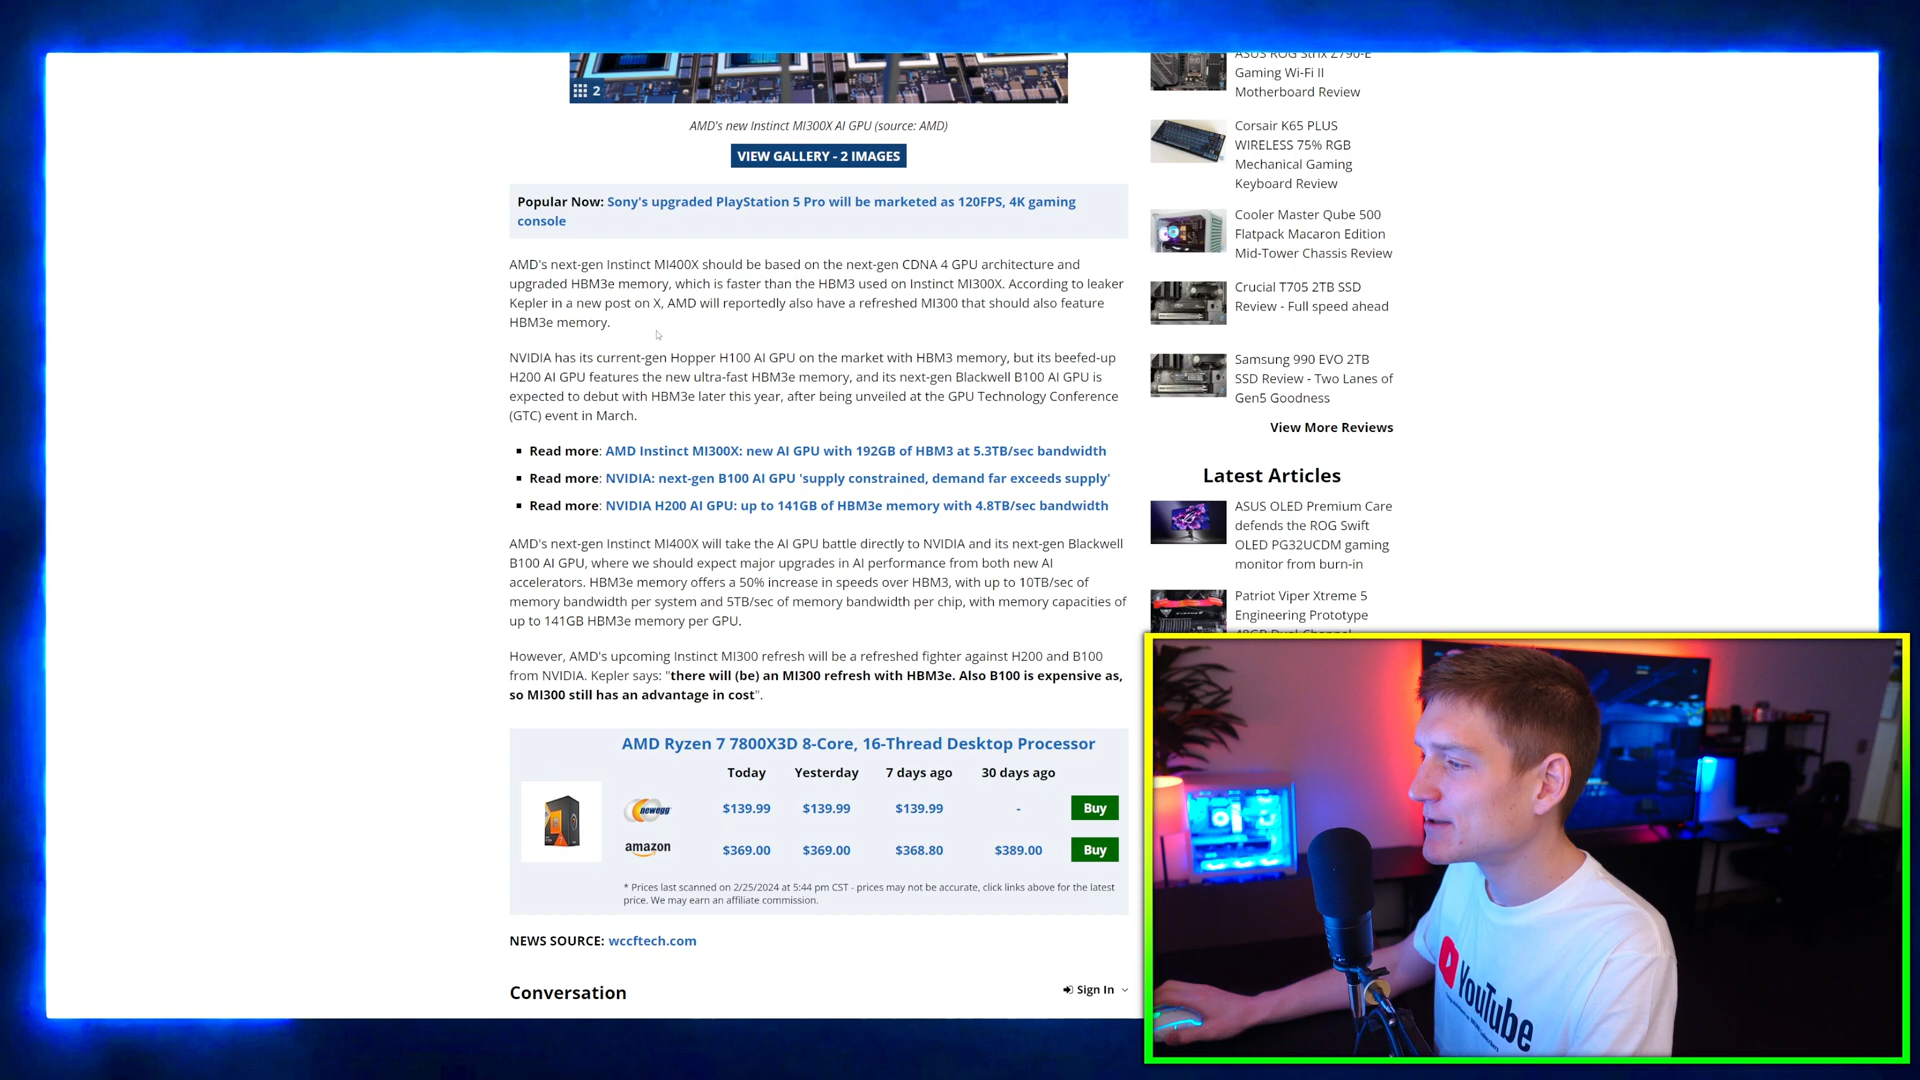 2
AMD's new Instinct MI300X AI GPU (source: AMD)
VIEW GALLERY - 2 IMAGES
Popular Now: Sony's upgraded PlayStation 5 Pro will be marketed as 120FPS, 4K gaming
console
AMD's next-gen Instinct MI400X should be based on the next-gen CDNA 4 GPU architecture and
upgraded HBM3e memory, which is faster than the HBM3 used on Instinct MI300X. According to leaker
Kepler in a new post on X, AMD will reportedly also have a refreshed MI300 that should also feature
HBM3e memory.
NVIDIA has its current-gen Hopper H100 AI GPU on the market with HBM3 memory, but its beefed-up
H200 AI GPU features the new ultra-fast HBM3e memory, and its next-gen Blackwell B100 AI GPU is
expected to debut with HBM3e later this year, after being unveiled at the GPU Technology Conference
(GTC) event in March.
▪ Read more: AMD Instinct MI300X: new AI GPU with 192GB of HBM3 at 5.3TB/sec bandwidth
▪ Read more: NVIDIA: next-gen B100 AI GPU 'supply constrained, demand far exceeds supply'
▪ Read more: NVIDIA H200 AI GPU: up to 141GB of HBM3e memory with 4.8TB/sec bandwidth
AMD's next-gen Instinct MI400X will take the AI GPU battle directly to NVIDIA and its next-gen Blackwell
B100 AI GPU, where we should expect major upgrades in AI performance from both new AI
accelerators. HBM3e memory offers a 50% increase in speeds over HBM3, with up to 10TB/sec of
memory bandwidth per system and 5TB/sec of memory bandwidth per chip, with memory capacities of
up to 141GB HBM3e memory per GPU.
However, AMD's upcoming Instinct MI300 refresh will be a refreshed fighter against H200 and B100
from NVIDIA. Kepler says: "there will (be) an MI300 refresh with HBM3e. Also B100 is expensive as,
so MI300 still has an advantage in cost".
AMD Ryzen 7 7800X3D 8-Core, 16-Thread Desktop Processor
Today Yesterday 7 days ago 30 days ago
newegg $139.99 $139.99 $139.99 - Buy
amazon $369.00 $369.00 $368.80 $389.00 Buy
* Prices last scanned on 2/25/2024 at 5:44 pm CST - prices may not be accurate, click links above for the latest
price. We may earn an affiliate commission.
NEWS SOURCE: wccftech.com
Conversation
Sign In
ASUS ROG Strix Z790-E
Gaming Wi-Fi II
Motherboard Review
Corsair K65 PLUS
WIRELESS 75% RGB
Mechanical Gaming
Keyboard Review
Cooler Master Qube 500
Flatpack Macaron Edition
Mid-Tower Chassis Review
Crucial T705 2TB SSD
Review - Full speed ahead
Samsung 990 EVO 2TB
SSD Review - Two Lanes of
Gen5 Goodness
View More Reviews
Latest Articles
ASUS OLED Premium Care
defends the ROG Swift
OLED PG32UCDM gaming
monitor from burn-in
Patriot Viper Xtreme 5
Engineering Prototype
48GB Dual-Channel
YouTube